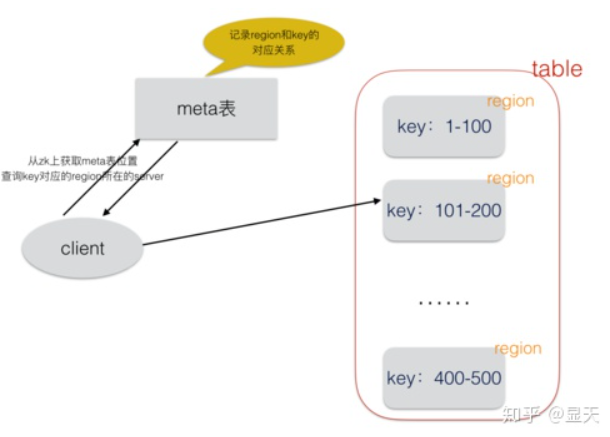 记录region和key的
对应关系
table
meta表
region
key：1-100
从zk上获取meta表位置
查询key对应的region所在的server
region
key：101-200
client
······
region
key：400-500
知乎 @显天